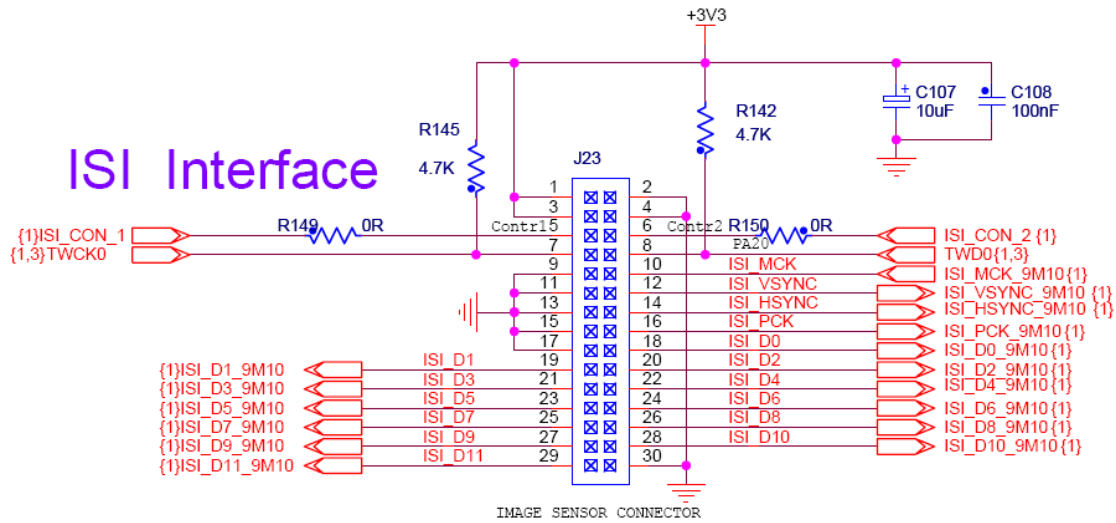 +3V3
C107
10uF
C108
100nF
R145
4.7K
R142
4.7K
ISI Interface
J23
1 2
3 4
{1}ISI_CON_1 R149 0R Contr1 5 6 Contr2 R150 0R ISI_CON_2 {1}
{1,3}TWCK0 7 8 PA20 TWD0{1,3}
9 10 ISI_MCK ISI_MCK_9M10{1}
11 12 ISI_VSYNC ISI_VSYNC_9M10 {1}
13 14 ISI_HSYNC ISI_HSYNC_9M10 {1}
15 16 ISI_PCK ISI_PCK_9M10{1}
17 18 ISI_D0 ISI_D0_9M10{1}
{1}ISI_D1_9M10 ISI_D1 19 20 ISI_D2 ISI_D2_9M10{1}
{1}ISI_D3_9M10 ISI_D3 21 22 ISI_D4 ISI_D4_9M10{1}
{1}ISI_D5_9M10 ISI_D5 23 24 ISI_D6 ISI_D6_9M10{1}
{1}ISI_D7_9M10 ISI_D7 25 26 ISI_D8 ISI_D8_9M10{1}
{1}ISI_D9_9M10 ISI_D9 27 28 ISI_D10 ISI_D10_9M10{1}
{1}ISI_D11_9M10 ISI_D11 29 30
IMAGE SENSOR CONNECTOR